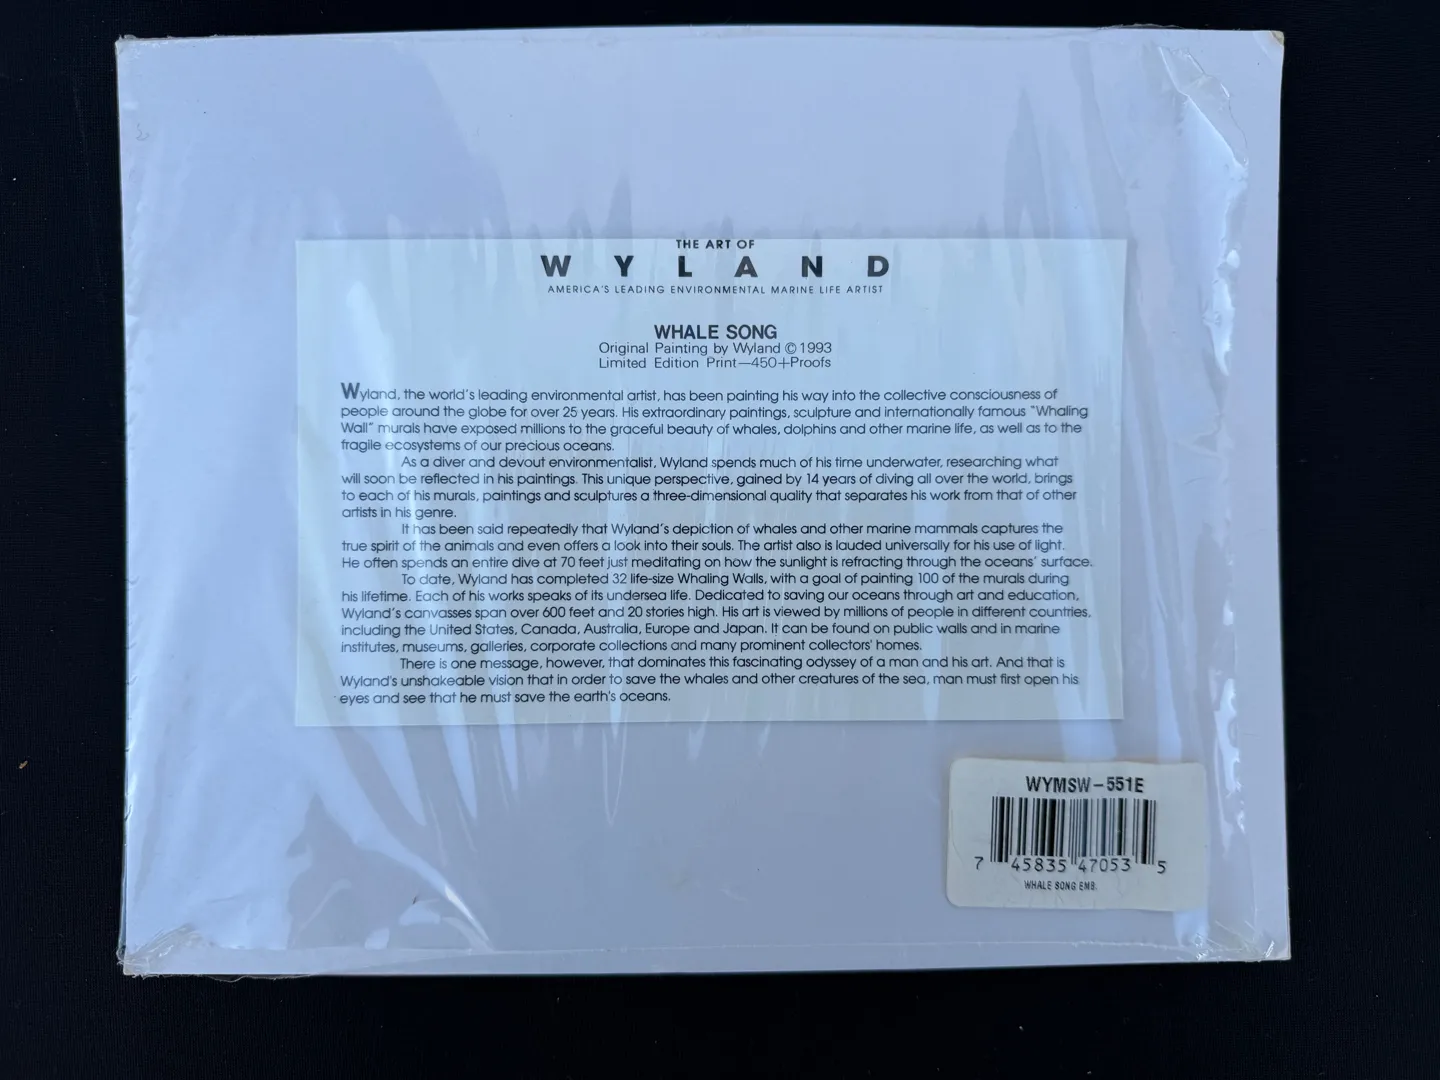 THE ART OF
WYLAND
AMERICA'S LEADING ENVIRONMENTAL MARINE LIFE ARTIST
WHALE SONG
Original Painting by Wyland © 1993
Limited Edition Print—450+Proofs
Wyland, the world's leading environmental artist, has been painting his way into the collective consciousness of
people around the globe for over 25 years. His extraordinary paintings, sculpture and internationally famous "Whaling
Wall" murals have exposed millions to the graceful beauty of whales, dolphins and other marine life, as well as to the
fragile ecosystems of our precious oceans.
As a diver and devout environmentalist, Wyland spends much of his time underwater, researching what
will soon be reflected in his paintings. This unique perspective, gained by 14 years of diving all over the world, brings
to each of his murals, paintings and sculptures a three-dimensional quality that separates his work from that of other
artists in his genre.
It has been said repeatedly that Wyland's depiction of whales and other marine mammals captures the
true spirit of the animals and even offers a look into their souls. The artist also is lauded universally for his use of light.
He often spends an entire dive at 70 feet just meditating on how the sunlight is refracting through the oceans' surface.
To date, Wyland has completed 32 life-size Whaling Walls, with a goal of painting 100 of the murals during
his lifetime. Each of his works speaks of its undersea life. Dedicated to saving our oceans through art and education,
Wyland's canvasses span over 600 feet and 20 stories high. His art is viewed by millions of people in different countries,
including the United States, Canada, Australia, Europe and Japan. It can be found on public walls and in marine
institutes, museums, galleries, corporate collections and many prominent collectors' homes.
There is one message, however, that dominates this fascinating odyssey of a man and his art. And that is
Wyland's unshakeable vision that in order to save the whales and other creatures of the sea, man must first open his
eyes and see that he must save the earth's oceans.
WYMSW-551E
7 45835 47053 5
WHALE SONG EMB.